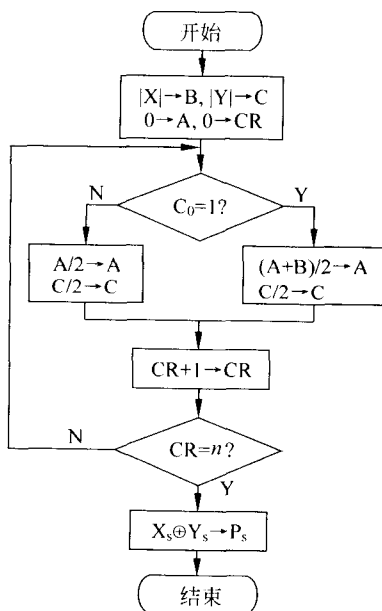 开始
|X|→B, |Y|→C
0→A, 0→CR
N
C₀=1?
Y
A/2→A
C/2→C
(A+B)/2→A
C/2→C
CR+1→CR
N
CR=n?
Y
Xₛ⊕Yₛ→Pₛ
结束